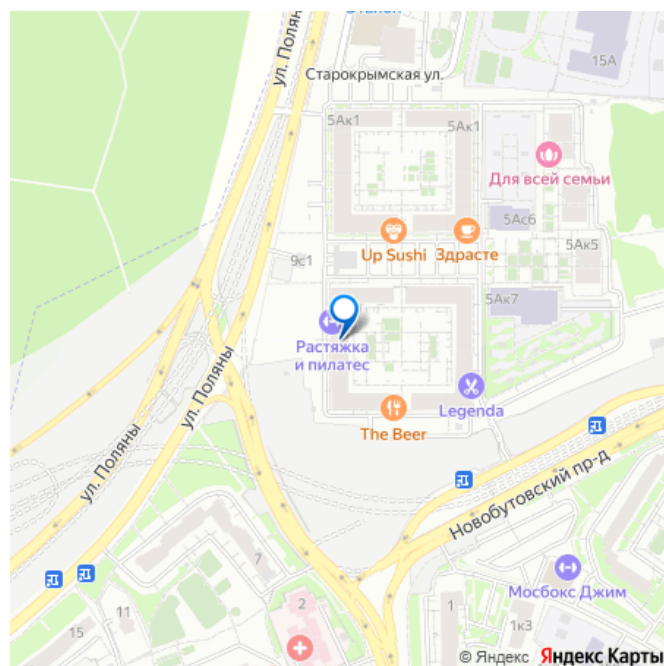 Эталон
ул. Поляны
Старокрымская ул.
15А
5Ак1
5Ак1
Для всей семьи
5Ас6
Up Sushi
Здрасте
5Ак5
9с1
5Ак7
Растяжка
и пилатес
ул. Поляны
Legenda
The Beer
ул. Поляны
Новобутовский пр-д
7
Мосбокс Джим
2
1
11
15
1к3
© Яндекс Яндекс Карты